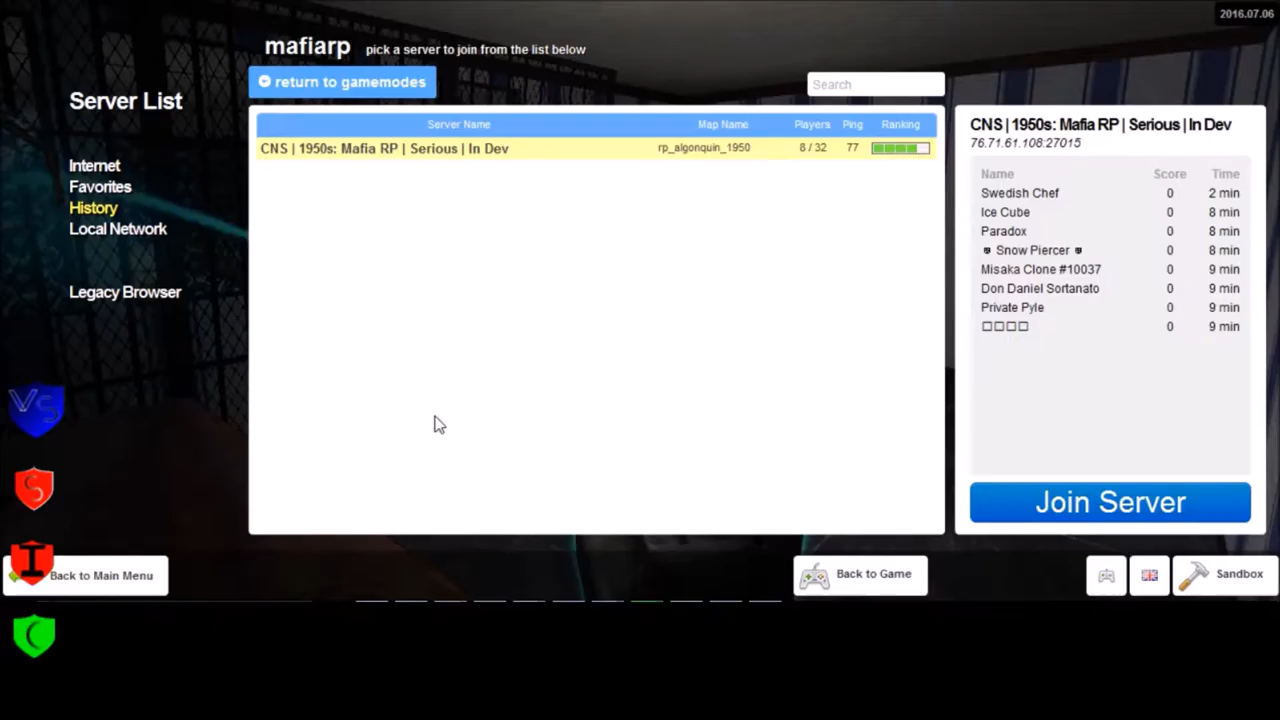 2016.07.06
mafiarp pick a server to join from the list below
return to gamemodes
Search
Server List
Internet
Favorites
History
Local Network
Legacy Browser
Server Name Map Name Players Ping Ranking
CNS | 1950s: Mafia RP | Serious | In Dev rp_algonquin_1950 8 / 32 77
CNS | 1950s: Mafia RP | Serious | In Dev
76.71.61.108:27015
Name Score Time
Swedish Chef 0 2 min
Ice Cube 0 8 min
Paradox 0 8 min
Snow Piercer 0 8 min
Misaka Clone #10037 0 9 min
Don Daniel Sortanato 0 9 min
Private Pyle 0 9 min
□□□□ 0 9 min
Join Server
VS
S
I
C
Back to Main Menu
Back to Game
Sandbox